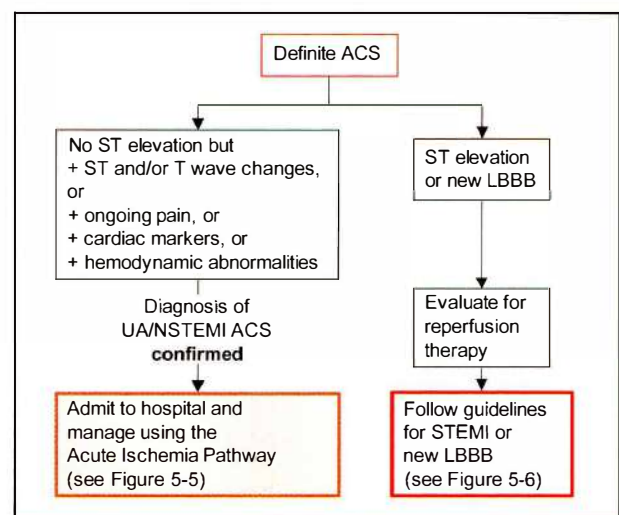 Definite ACS
No ST elevation but
+ ST and/or T wave changes,
or
+ ongoing pain, or
+ cardiac markers, or
+ hemodynamic abnormalities
ST elevation
or new LBBB
Diagnosis of
UA/NSTEMI ACS
confirmed
Evaluate for
reperfusion
therapy
Admit to hospital and
manage using the
Acute Ischemia Pathway
(see Figure 5-5)
Follow guidelines
for STEMI or
new LBBB
(see Figure 5-6)